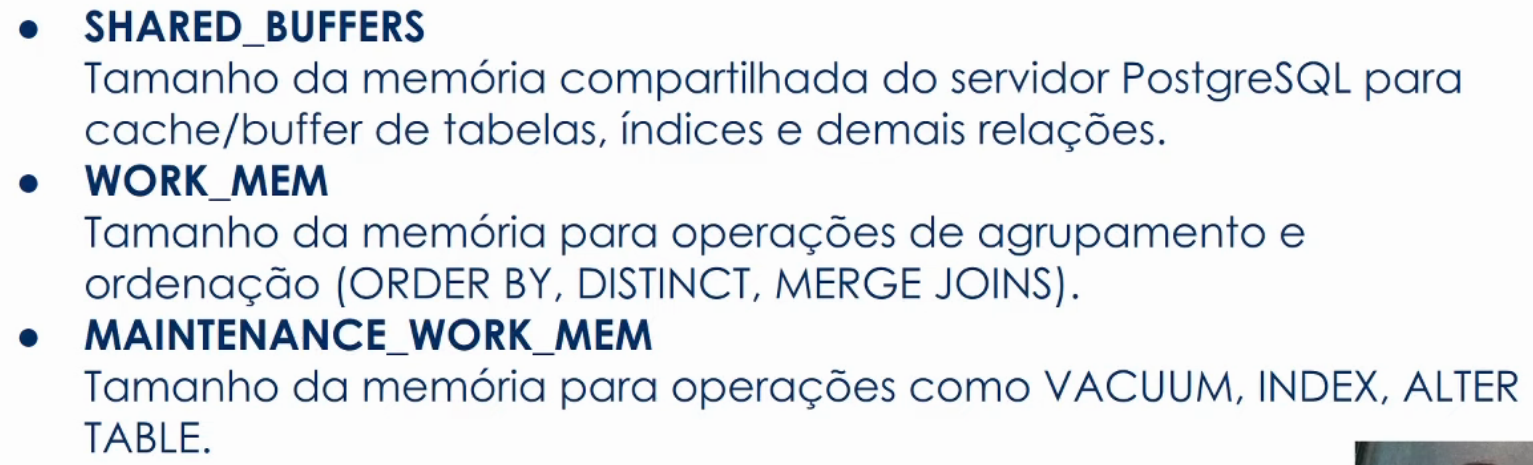 ● SHARED_BUFFERS
Tamanho da memória compartilhada do servidor PostgreSQL para
cache/buffer de tabelas, índices e demais relações.
● WORK_MEM
Tamanho da memória para operações de agrupamento e
ordenação (ORDER BY, DISTINCT, MERGE JOINS).
● MAINTENANCE_WORK_MEM
Tamanho da memória para operações como VACUUM, INDEX, ALTER
TABLE.